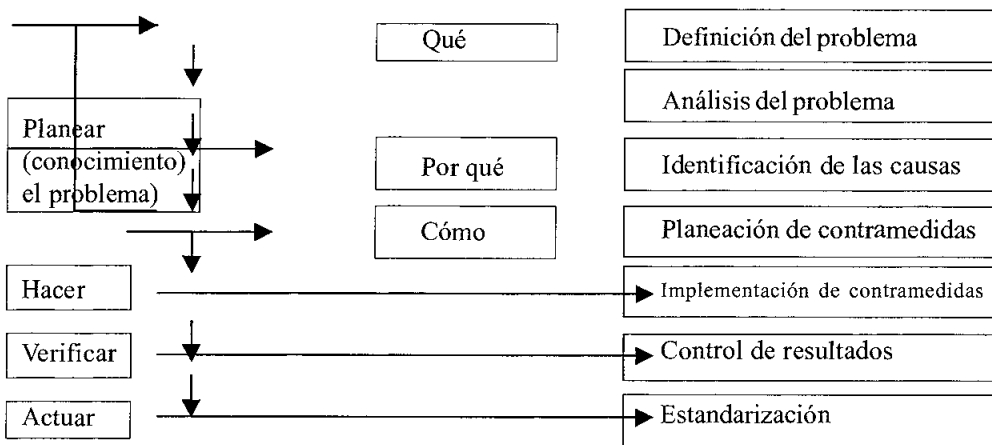 Qué
Definición del problema
Análisis del problema
Planear
(conocimiento)
el problema)
Por qué
Identificación de las causas
Cómo
Planeación de contramedidas
Hacer
Implementación de contramedidas
Verificar
Control de resultados
Actuar
Estandarización